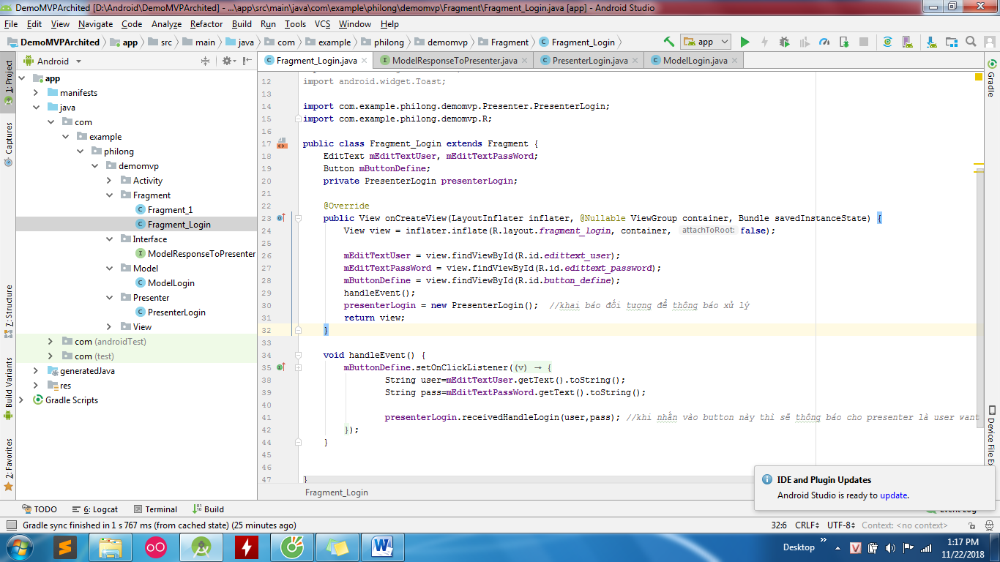 DemoMVPArchited [D:\Android\DemoMVPArchited] - ...\app\src\main\java\com\example\philong\demomvp\Fragment\Fragment_Login.java [app] - Android Studio
File Edit View Navigate Code Analyze Refactor Build Run Tools VCS Window Help
DemoMVPArchited app src main java com example philong demomvp Fragment Fragment_Login app
Android
Fragment_Login.java ModelResponseToPresenter.java PresenterLogin.java ModelLogin.java
1: Project
Captures
7: Structure
Build Variants
2: Favorites
app
manifests
java
com
example
philong
demomvp
Activity
Fragment
Fragment_1
Fragment_Login
Interface
ModelResponseToPresenter
Model
ModelLogin
Presenter
PresenterLogin
View
com (androidTest)
com (test)
generatedJava
res
Gradle Scripts
12 import android.widget.Toast;
13
14 import com.example.philong.demomvp.Presenter.PresenterLogin;
15 import com.example.philong.demomvp.R;
16
17 public class Fragment_Login extends Fragment {
18 EditText mEditTextUser, mEditTextPassWord;
19 Button mButtonDefine;
20 private PresenterLogin presenterLogin;
21
22 @Override
23 public View onCreateView(LayoutInflater inflater, @Nullable ViewGroup container, Bundle savedInstanceState) {
24 View view = inflater.inflate(R.layout.fragment_login, container, attachToRoot: false);
25
26 mEditTextUser = view.findViewById(R.id.edittext_user);
27 mEditTextPassWord = view.findViewById(R.id.edittext_password);
28 mButtonDefine = view.findViewById(R.id.button_define);
29 handleEvent();
30 presenterLogin = new PresenterLogin(); //khai báo đối tượng để thông báo xử lý
31 return view;
32 }
33
34 void handleEvent() {
35 mButtonDefine.setOnClickListener((v) → {
38 String user=mEditTextUser.getText().toString();
39 String pass=mEditTextPassWord.getText().toString();
40
41 presenterLogin.receivedHandleLogin(user,pass); //khi nhấn vào button này thì sẽ thông báo cho presenter là user want
42 });
44 }
45
46
47 }
Fragment_Login
Gradle
Device File Ex
IDE and Plugin Updates
Android Studio is ready to update.
TODO 6: Logcat Terminal Build Event Log
Gradle sync finished in 1 s 767 ms (from cached state) (25 minutes ago) 32:6 CRLF UTF-8 Context: <no context>
Desktop
1:17 PM
11/22/2018